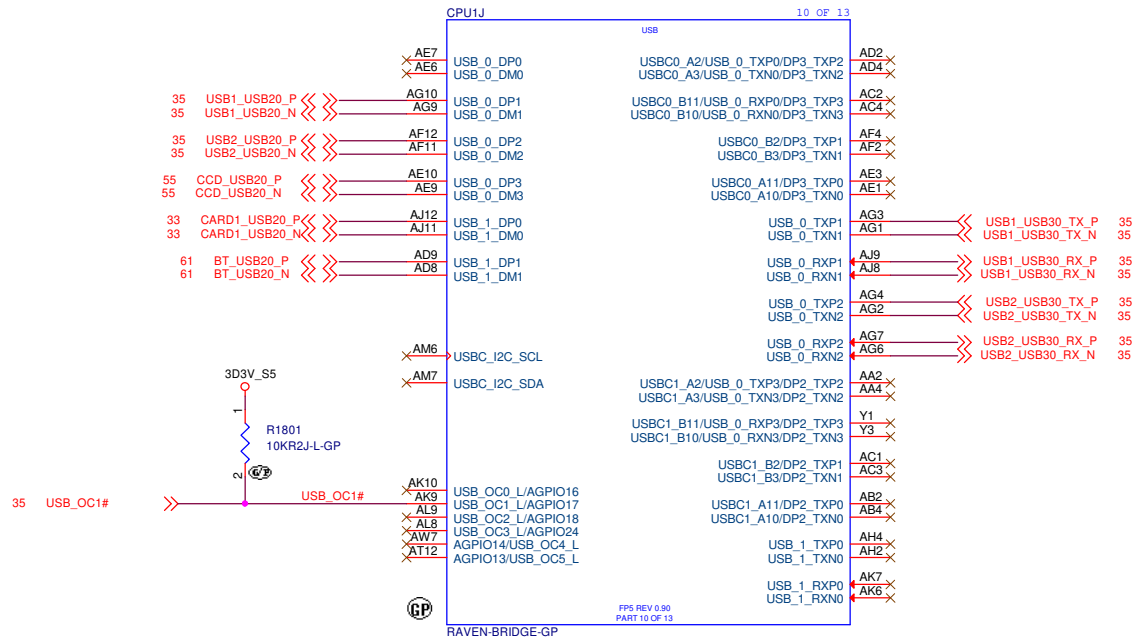 CPU1J
10 OF 13
USB
AE7 USB_0_DP0
AE6 USB_0_DM0
35 USB1_USB20_P AG10 USB_0_DP1
35 USB1_USB20_N AG9 USB_0_DM1
35 USB2_USB20_P AF12 USB_0_DP2
35 USB2_USB20_N AF11 USB_0_DM2
55 CCD_USB20_P AE10 USB_0_DP3
55 CCD_USB20_N AE9 USB_0_DM3
33 CARD1_USB20_P AJ12 USB_1_DP0
33 CARD1_USB20_N AJ11 USB_1_DM0
61 BT_USB20_P AD9 USB_1_DP1
61 BT_USB20_N AD8 USB_1_DM1
AM6 USBC_I2C_SCL
AM7 USBC_I2C_SDA
3D3V_S5
1
R1801
10KR2J-L-GP
2
GP
35 USB_OC1# USB_OC1#
AK10 USB_OC0_L/AGPIO16
AK9 USB_OC1_L/AGPIO17
AL9 USB_OC2_L/AGPIO18
AL8 USB_OC3_L/AGPIO24
AW7 AGPIO14/USB_OC4_L
AT12 AGPIO13/USB_OC5_L
USBC0_A2/USB_0_TXP0/DP3_TXP2 AD2
USBC0_A3/USB_0_TXN0/DP3_TXN2 AD4
USBC0_B11/USB_0_RXP0/DP3_TXP3 AC2
USBC0_B10/USB_0_RXN0/DP3_TXN3 AC4
USBC0_B2/DP3_TXP1 AF4
USBC0_B3/DP3_TXN1 AF2
USBC0_A11/DP3_TXP0 AE3
USBC0_A10/DP3_TXN0 AE1
USB_0_TXP1 AG3 USB1_USB30_TX_P 35
USB_0_TXN1 AG1 USB1_USB30_TX_N 35
USB_0_RXP1 AJ9 USB1_USB30_RX_P 35
USB_0_RXN1 AJ8 USB1_USB30_RX_N 35
USB_0_TXP2 AG4 USB2_USB30_TX_P 35
USB_0_TXN2 AG2 USB2_USB30_TX_N 35
USB_0_RXP2 AG7 USB2_USB30_RX_P 35
USB_0_RXN2 AG6 USB2_USB30_RX_N 35
USBC1_A2/USB_0_TXP3/DP2_TXP2 AA2
USBC1_A3/USB_0_TXN3/DP2_TXN2 AA4
USBC1_B11/USB_0_RXP3/DP2_TXP3 Y1
USBC1_B10/USB_0_RXN3/DP2_TXN3 Y3
USBC1_B2/DP2_TXP1 AC1
USBC1_B3/DP2_TXN1 AC3
USBC1_A11/DP2_TXP0 AB2
USBC1_A10/DP2_TXN0 AB4
USB_1_TXP0 AH4
USB_1_TXN0 AH2
USB_1_RXP0 AK7
USB_1_RXN0 AK6
GP
FP5 REV 0.90
PART 10 OF 13
RAVEN-BRIDGE-GP